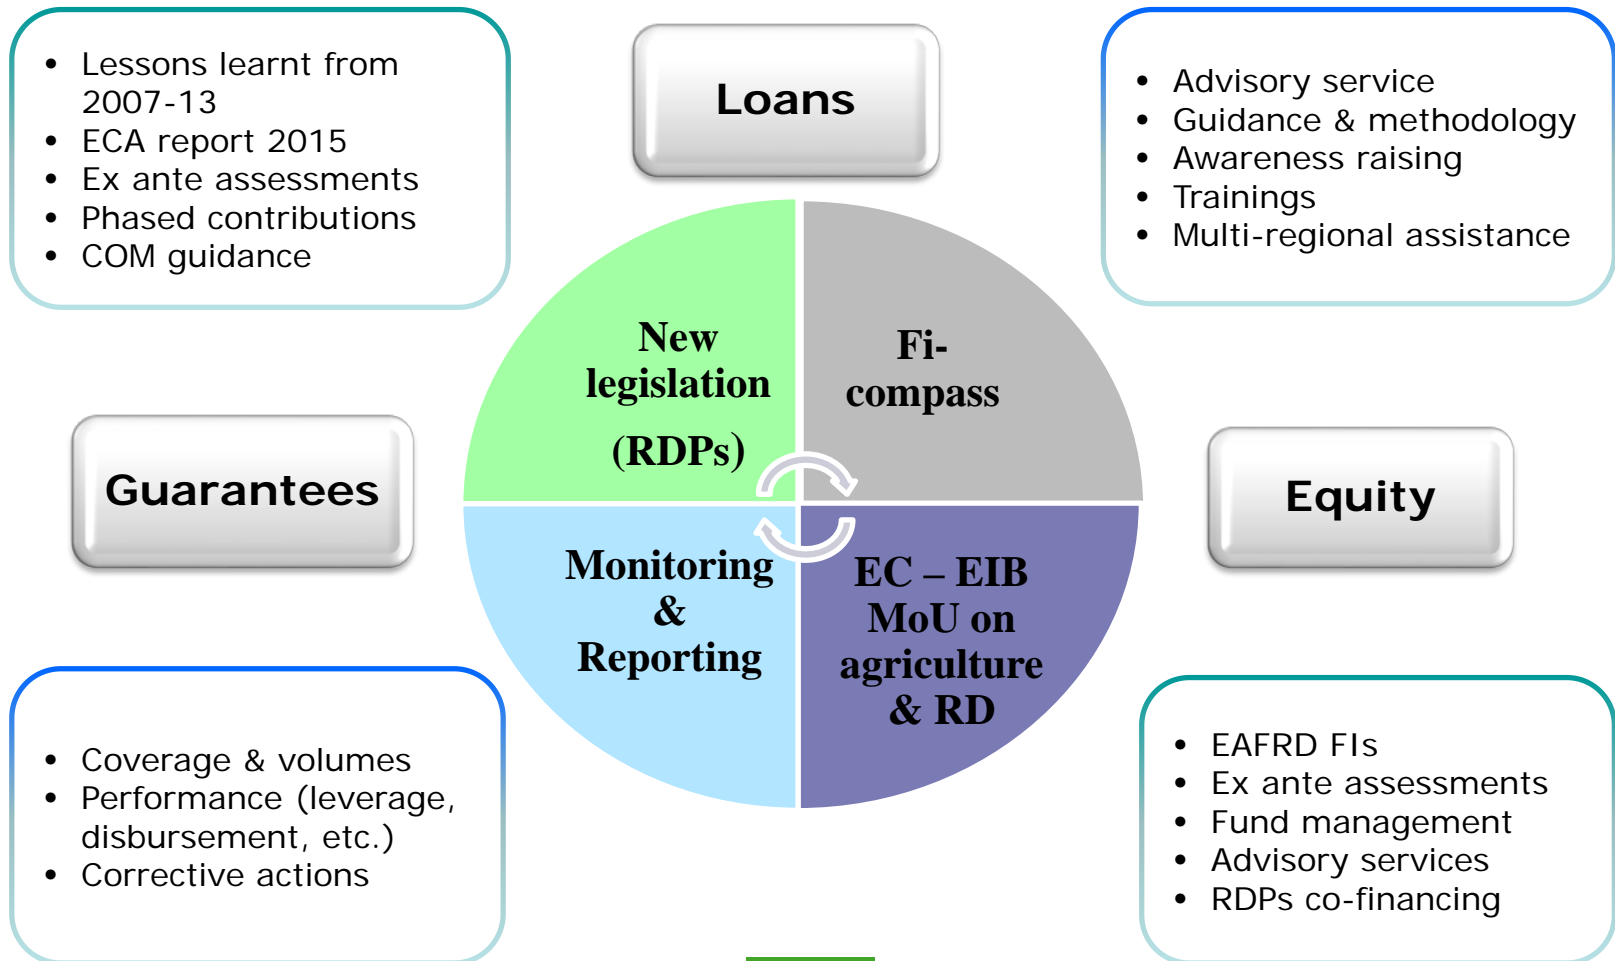 • Lessons learnt from
2007-13
• ECA report 2015
• Ex ante assessments
• Phased contributions
• COM guidance
Loans
• Advisory service
• Guidance & methodology
• Awareness raising
• Trainings
• Multi-regional assistance
New
legislation
(RDPs)
Fi-
compass
Guarantees
Equity
Monitoring
&
Reporting
EC – EIB
MoU on
agriculture
& RD
• Coverage & volumes
• Performance (leverage,
disbursement, etc.)
• Corrective actions
• EAFRD FIs
• Ex ante assessments
• Fund management
• Advisory services
• RDPs co-financing